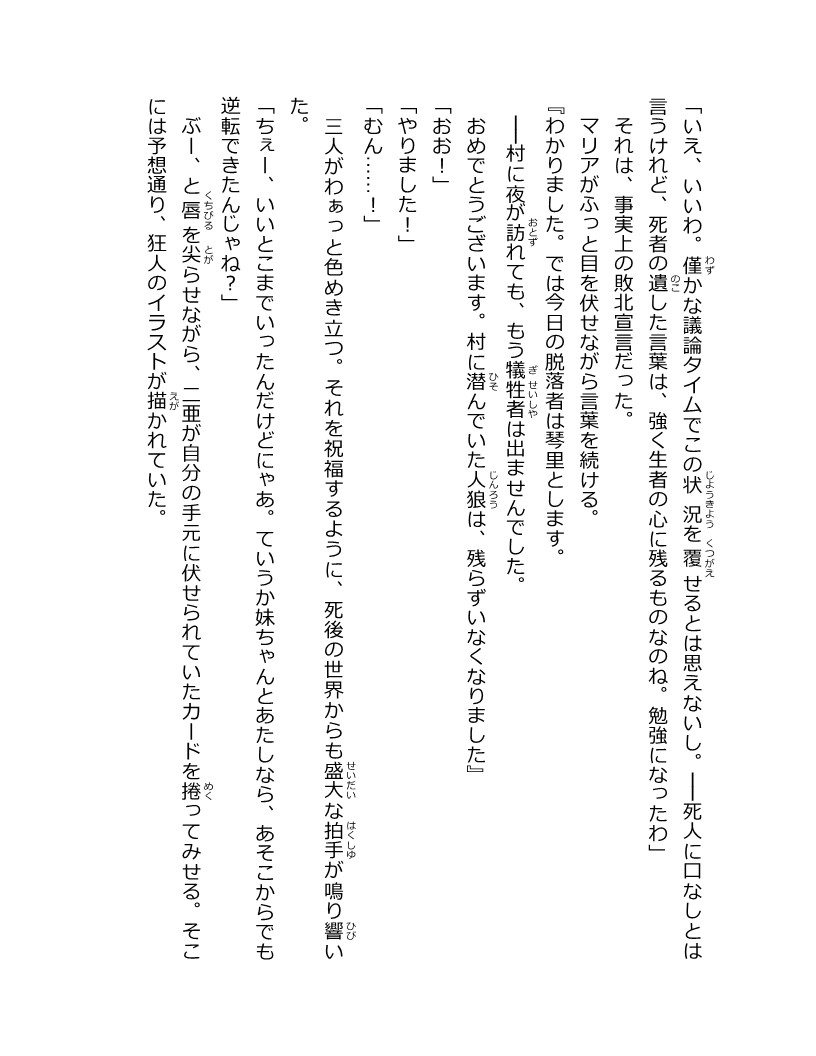 「いえ、いいわ。僅かな議論タイムでこの状況を覆せるとは思えないし。――死人に口なしとは
言うけれど、死者の遺した言葉は、強く生者の心に残るものなのね。勉強になったわ」
それは、事実上の敗北宣言だった。
マリアがふっと目を伏せながら言葉を続ける。
『わかりました。では今日の脱落者は琴里とします。
――村に夜が訪れても、もう犠牲者は出ませんでした。
おめでとうございます。村に潜んでいた人狼は、残らずいなくなりました』
「おお！」
「やりました！」
「むん……！」
三人がわぁっと色めき立つ。それを祝福するように、死後の世界からも盛大な拍手が鳴り響い
た。
「ちぇー、いいとこまでいったんだけどにゃあ。ていうか妹ちゃんとあたしなら、あそこからでも
逆転できたんじゃね？」
ぶー、と唇を尖らせながら、二亜が自分の手元に伏せられていたカードを捲ってみせる。そこ
には予想通り、狂人のイラストが描かれていた。